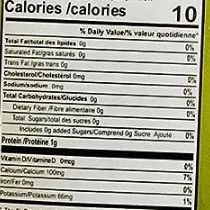 Calories /calories 10
% Daily Value/% valeur quotidienne*
Total Fat/total des lipides 0g 0%
Saturated Fat/gras saturés 0g 0%
Trans Fat /gras trans 0g
Cholesterol/Cholestérol 0mg 0%
Sodium/sodium 0mg 0%
Total Carbohydrates/Glucides 0g 0%
Dietary Fiber /Fibre alimentaire 0g 0%
Total Sugars/total des sucres 0g
Includes 0g added Sugars/Comprend 0g Sucre Ajouté 0%
Protein /Protéine 1g
Vitamin D/Vitamine D 0mcg 0%
Calcium/Calcium 100mg 7%
Iron/Fer 0mg 0%
Potassium/Potassium 66mg 1%